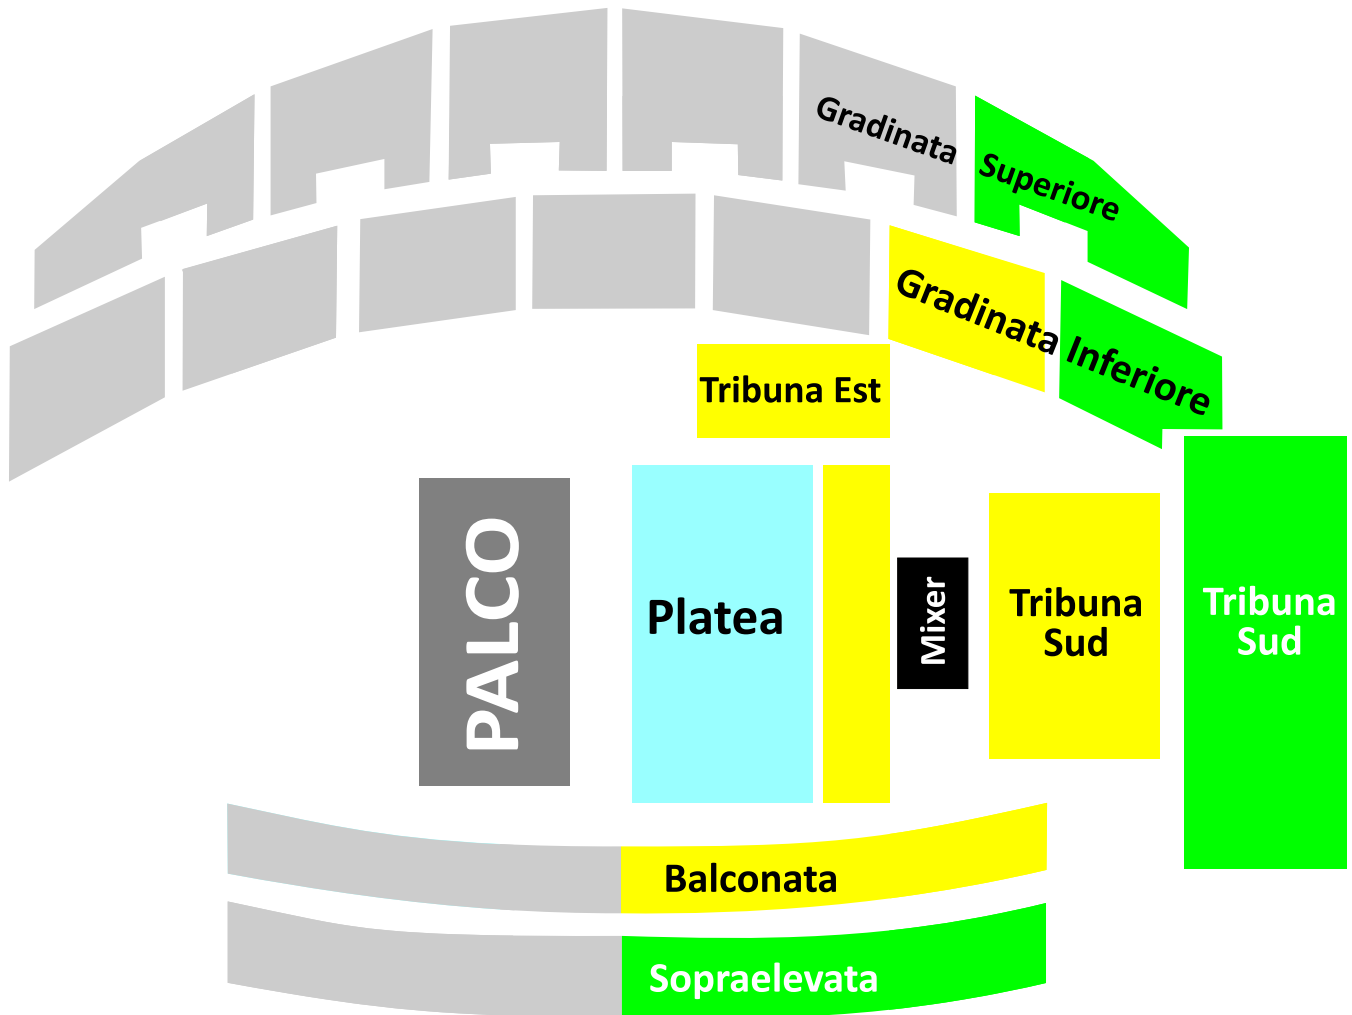 Gradinata Superiore
Gradinata Inferiore
Tribuna Est
PALCO
Platea
Mixer
Tribuna
Sud
Tribuna
Sud
Balconata
Sopraelevata